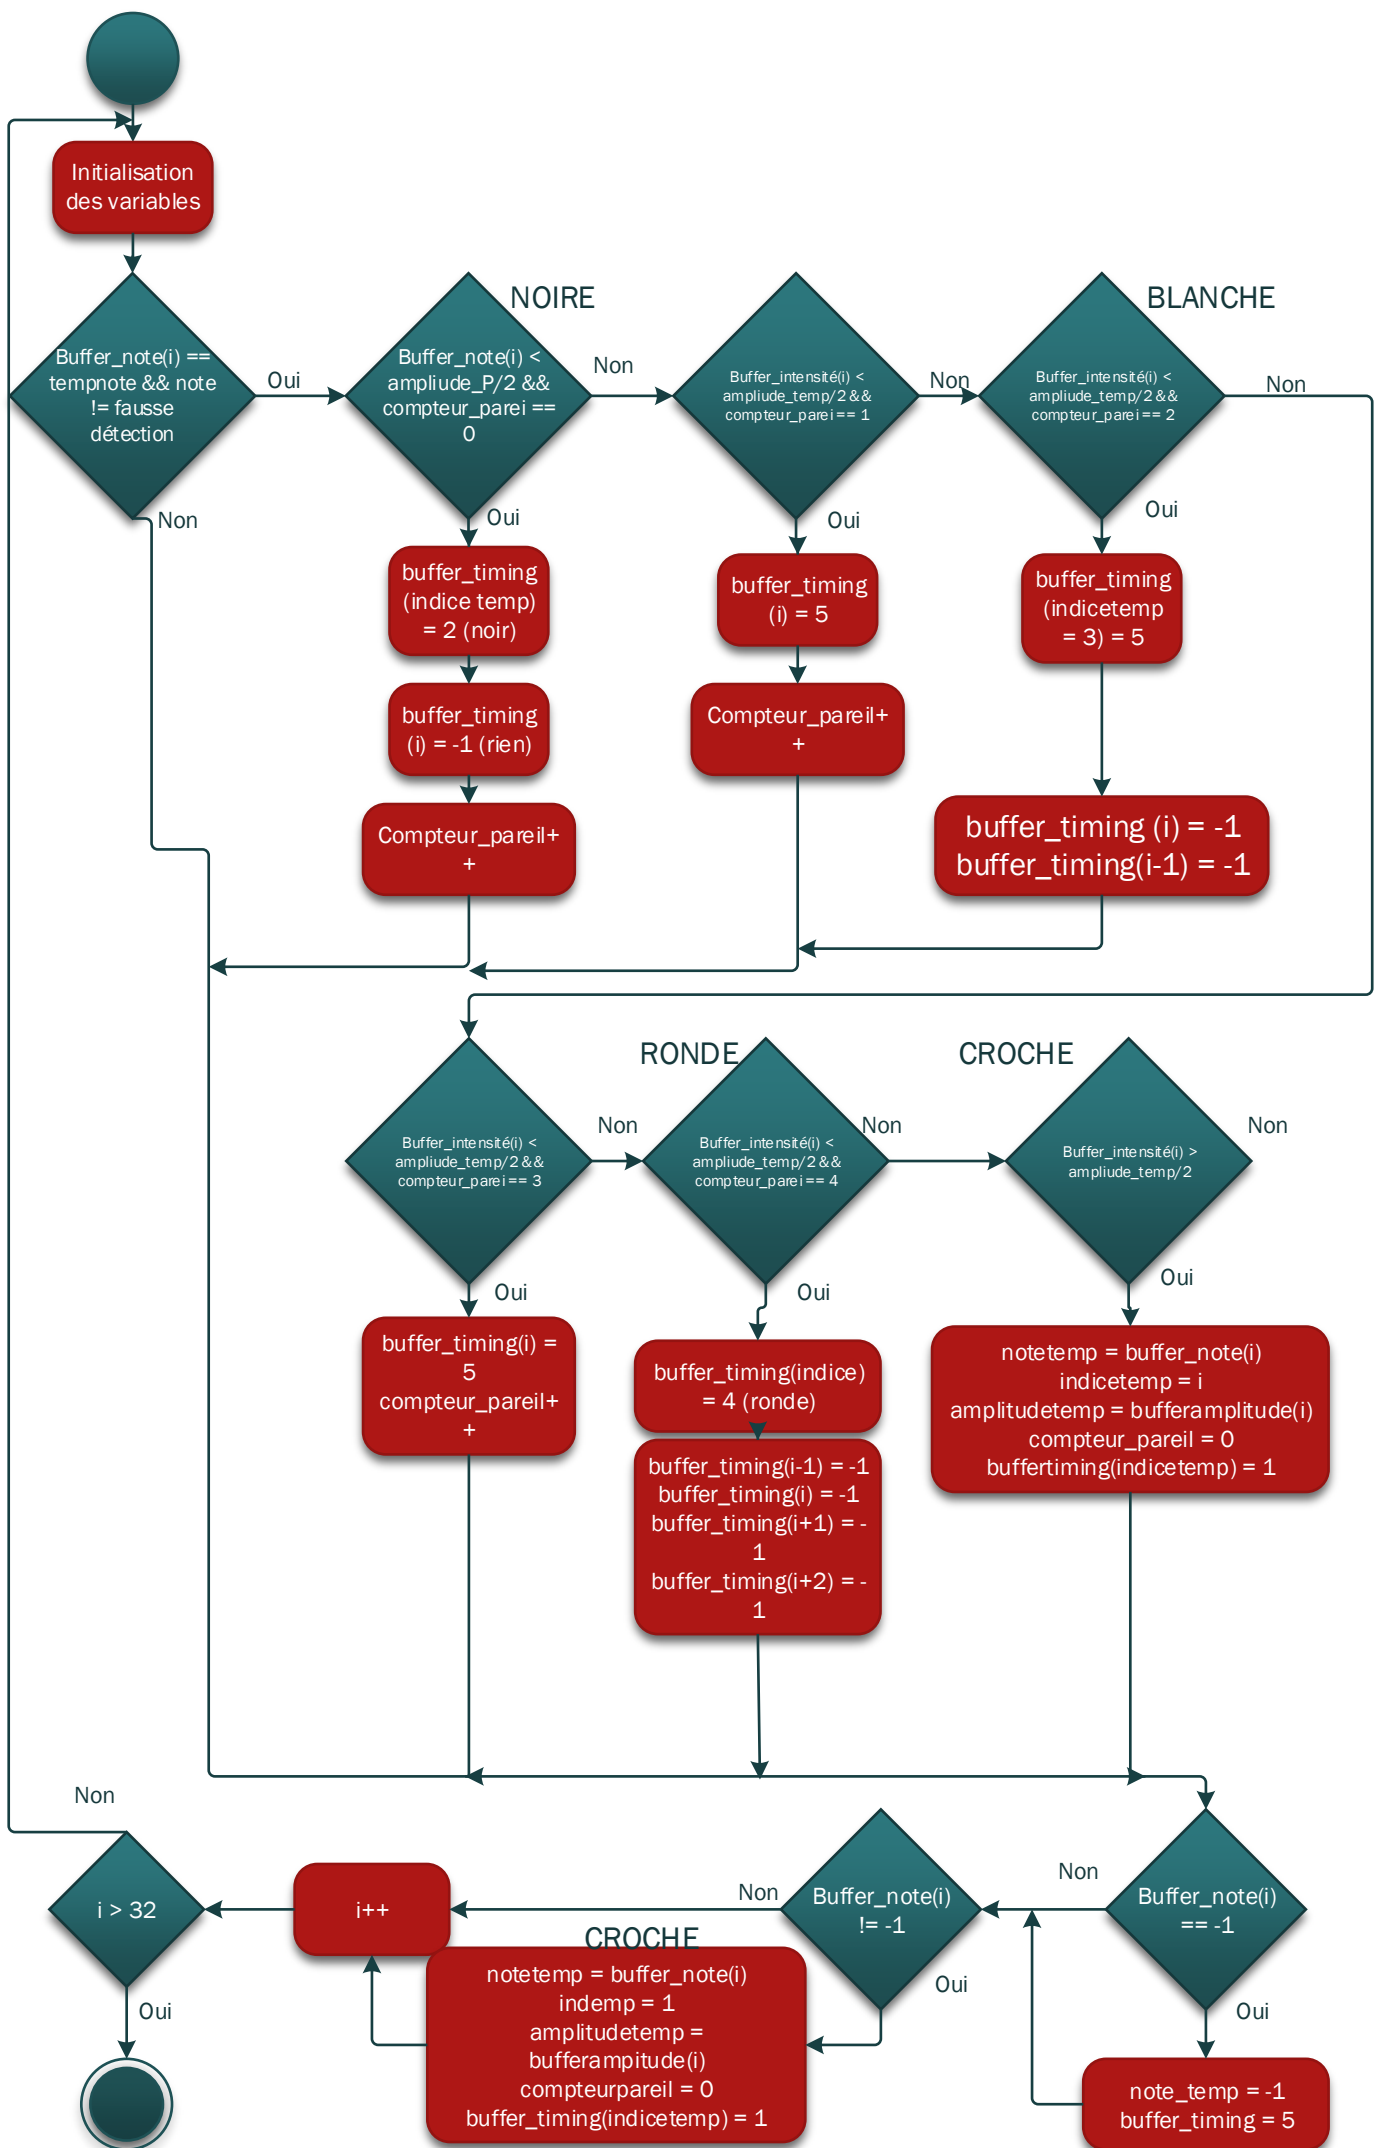 Initialisation
des variables
NOIRE
BLANCHE
Buffer_note(i) ==
tempnote && note
!= fausse
détection
Oui
Non
Buffer_note(i) <
ampliude_P/2 &&
compteur_parei ==
0
Non
Oui
Buffer_intensité(i) <
ampliude_temp/2 &&
compteur_parei == 1
Non
Oui
Buffer_intensité(i) <
ampliude_temp/2 &&
compteur_parei == 2
Non
Oui
buffer_timing
(indice temp)
= 2 (noir)
buffer_timing
(i) = -1 (rien)
Compteur_pareil+
+
buffer_timing
(i) = 5
Compteur_pareil+
+
buffer_timing
(indicetemp
= 3) = 5
buffer_timing (i) = -1
buffer_timing(i-1) = -1
RONDE
CROCHE
Buffer_intensité(i) <
ampliude_temp/2 &&
compteur_parei == 3
Non
Oui
Buffer_intensité(i) <
ampliude_temp/2 &&
compteur_parei == 4
Non
Oui
Buffer_intensité(i) >
ampliude_temp/2
Non
Oui
buffer_timing(i) =
5
compteur_pareil+
+
buffer_timing(indice)
= 4 (ronde)
buffer_timing(i-1) = -1
buffer_timing(i) = -1
buffer_timing(i+1) = -
1
buffer_timing(i+2) = -
1
notetemp = buffer_note(i)
indicetemp = i
amplitudetemp = bufferamplitude(i)
compteur_pareil = 0
buffertiming(indicetemp) = 1
Non
i > 32
Oui
i++
Non
Buffer_note(i)
!= -1
Oui
Non
Buffer_note(i)
== -1
Oui
CROCHE
notetemp = buffer_note(i)
indemp = 1
amplitudetemp =
bufferampitude(i)
compteurpareil = 0
buffer_timing(indicetemp) = 1
note_temp = -1
buffer_timing = 5